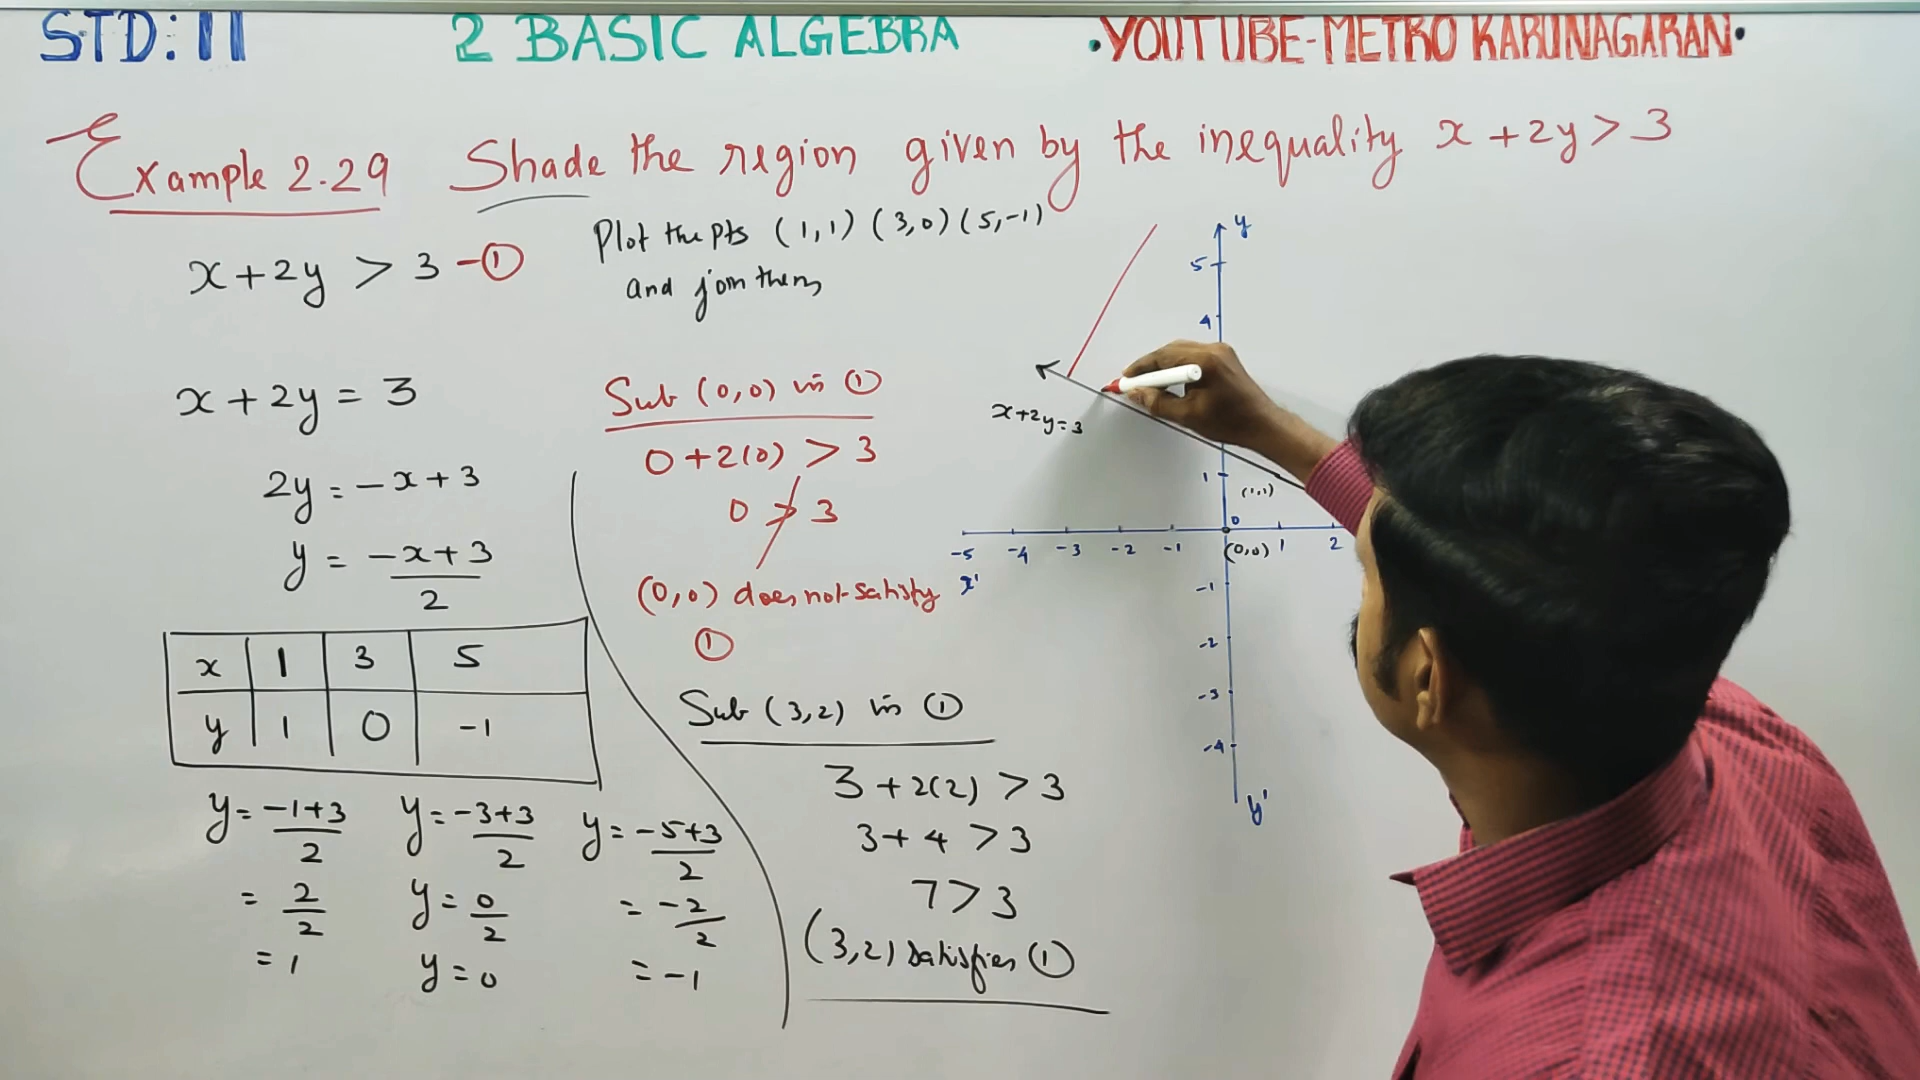 STD: 11 2 BASIC ALGEBRA •YOUTUBE-METRO KARUNAGARAN•
Example 2.29 Shade the region given by the inequality x + 2y > 3
x + 2y > 3 - ①
x + 2y = 3
2y = -x + 3
y = (-x + 3)/2
x 1 3 5
y 1 0 -1
y = (-1+3)/2 y = (-3+3)/2 y = (-5+3)/2
= 2/2 y = 0/2 = -2/2
= 1 y = 0 = -1
Plot the pts (1,1) (3,0) (5,-1)
and join them
Sub (0,0) in ①
0 + 2(0) > 3
0 ≯ 3
(0,0) does not satisfy
①
Sub (3,2) in ①
3 + 2(2) > 3
3 + 4 > 3
7 > 3
(3,2) satisfies ①
y
5
4
x+2y=3
1
(1,1)
0
-5 -4 -3 -2 -1 (0,0) 1 2
x'
-1
-2
-3
-4
y'